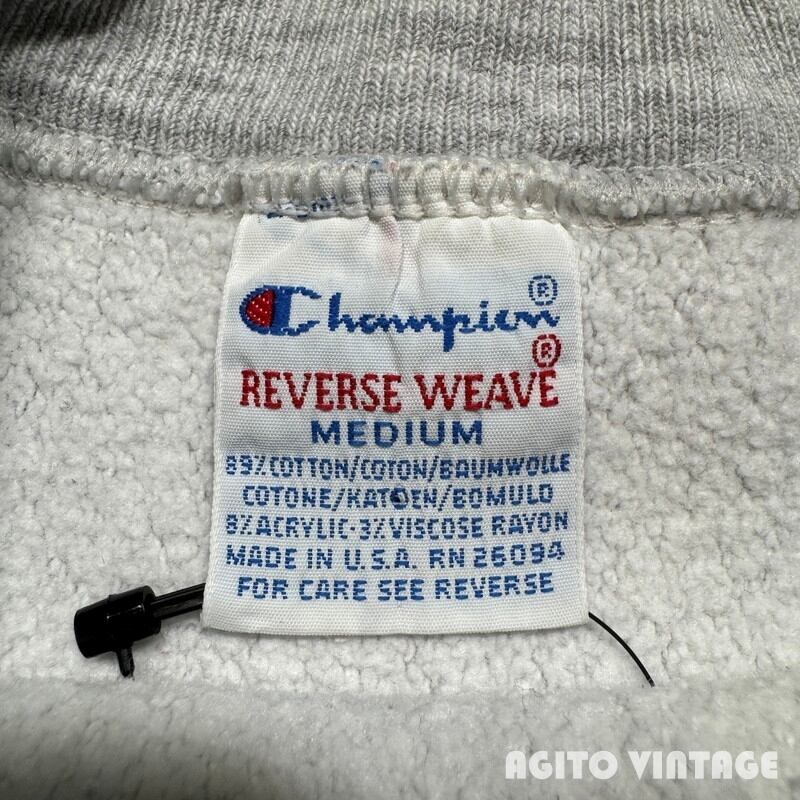 Champion®
REVERSE WEAVE®
MEDIUM
89% COTTON/COTON/BAUMWOLLE
COTONE/KATOEN/BOMULD
8% ACRYLIC-3% VISCOSE RAYON
MADE IN U.S.A. RN 26094
FOR CARE SEE REVERSE
AGITO VINTAGE